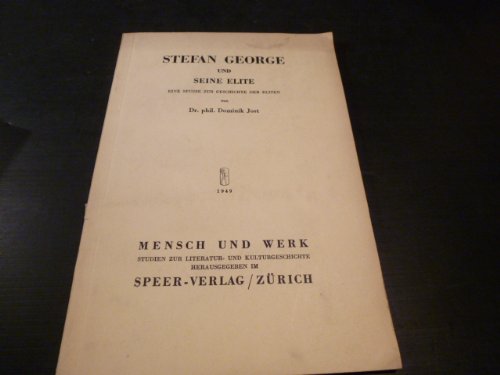 STEFAN GEORGE
UND
SEINE ELITE
EINE STUDIE ZUR GESCHICHTE DER ELITEN
von
Dr. phil. Dominik Jost
1949
MENSCH UND WERK
STUDIEN ZUR LITERATUR- UND KULTURGESCHICHTE
HERAUSGEGEBEN IM
SPEER-VERLAG/ZÜRICH